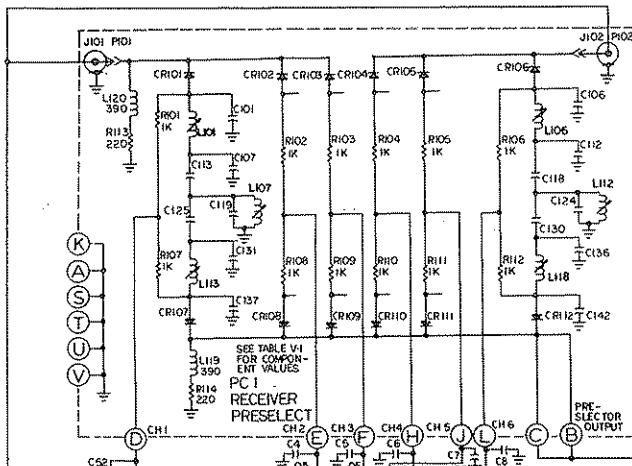 J101 P101
J102 P102
CR101
CR102
CR103
CR104
CR105
CR106
L120
390
R113
220
R101
1K
L101
C101
C107
C113
L107
C119
C125
C131
R107
1K
L113
C137
CR107
R102
1K
R103
1K
R104
1K
R105
1K
R106
1K
C106
L106
C112
C118
L112
C124
C130
C136
R108
1K
R109
1K
R110
1K
R111
1K
R112
1K
L118
C142
CR108
CR109
CR110
CR111
CR112
K
A
S
T
U
V
L119
390
R114
220
SEE TABLE V-1
FOR COMPON-
ENT VALUES
PC 1
RECEIVER
PRESELECT
PRE-
SELECTOR
OUTPUT
D CH 1
CH 2 E
CH 3 F
CH 4 H
CH 5 J
L CH 6
C
B
C4
C5
C6
C7
C8
C52